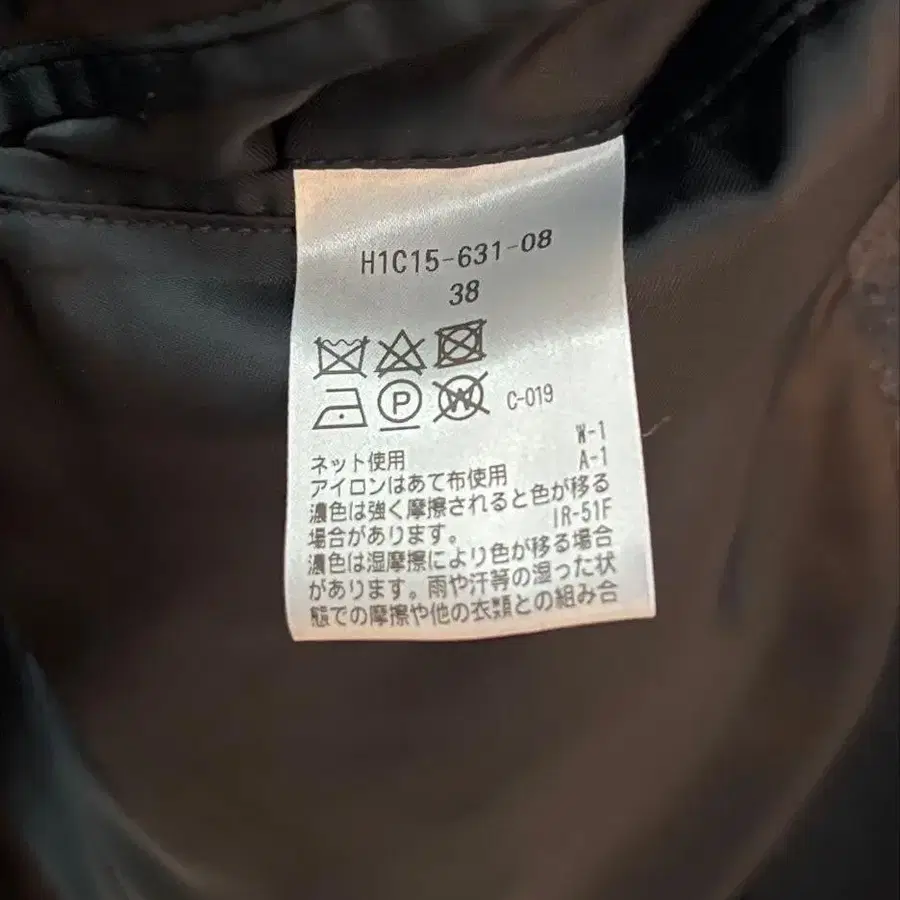 H1C15-631-08
38
P W C-019
W-1
ネット使用
A-1
アイロンはあて布使用
濃色は強く摩擦されると色が移る
場合があります。
IR-51F
濃色は湿摩擦により色が移る場合
があります。雨や汗等の湿った状
態での摩擦や他の衣類との組み合